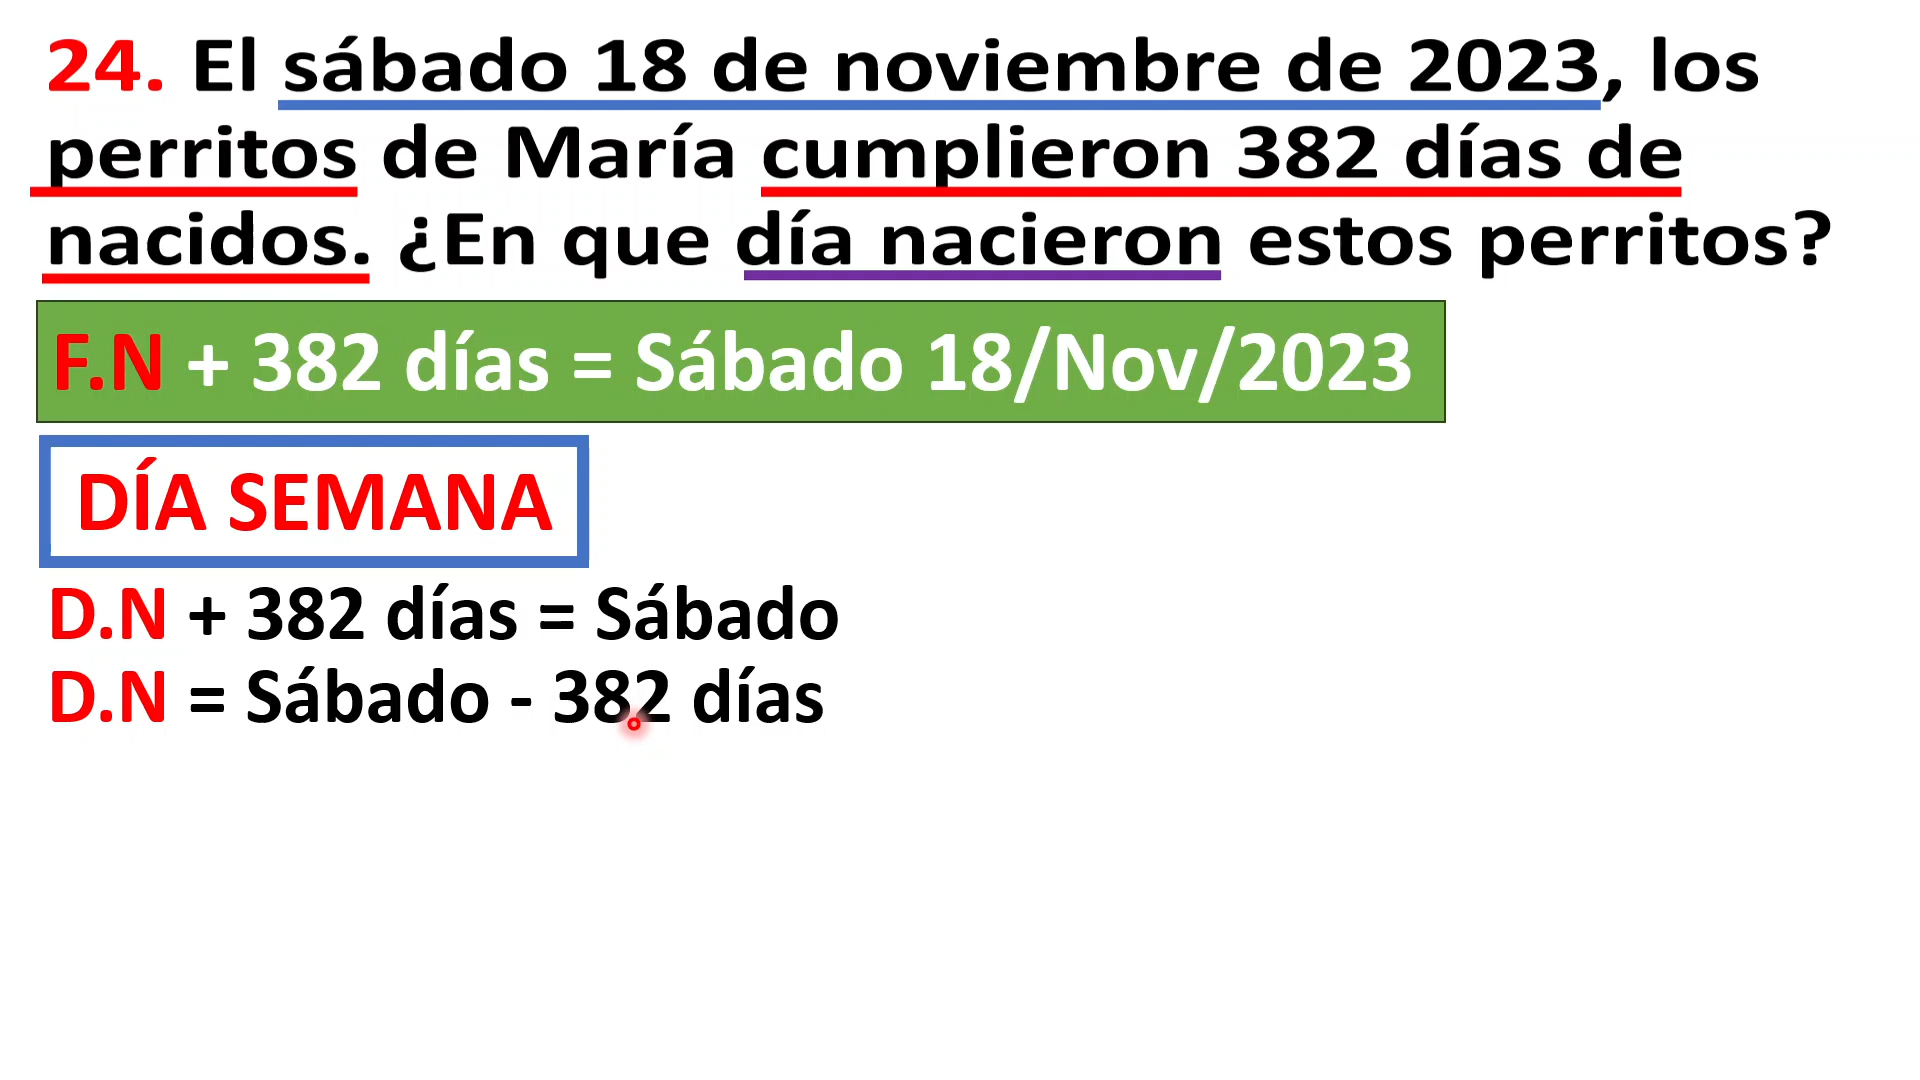 24. El sábado 18 de noviembre de 2023, los
perritos de María cumplieron 382 días de
nacidos. ¿En que día nacieron estos perritos?
F.N + 382 días = Sábado 18/Nov/2023
DÍA SEMANA
D.N + 382 días = Sábado
D.N = Sábado - 382 días